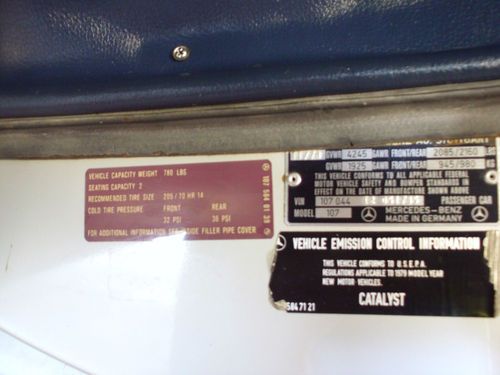 VEHICLE CAPACITY WEIGHT 780 LBS
SEATING CAPACITY 2
RECOMMENDED TIRE SIZE 205 / 70 HR 14
COLD TIRE PRESSURE FRONT REAR
32 PSI 36 PSI
FOR ADDITIONAL INFORMATION SEE INSIDE FILLER PIPE COVER
107 584 01 39
GVWR 4245 GAWR FRONT/REAR 2085/2160
GVWR 1925 GAWR FRONT/REAR 945/980 KG
THIS VEHICLE CONFORMS TO ALL APPLICABLE FEDERAL
MOTOR VEHICLE SAFETY AND BUMPER STANDARDS IN
EFFECT ON THE DATE OF MANUFACTURE SHOWN ABOVE
VIN 107 044 PASSENGER CAR
MODEL 107 MERCEDES-BENZ
MADE IN GERMANY
VEHICLE EMISSION CONTROL INFORMATION
THIS VEHICLE CONFORMS TO U.S.E.P.A.
REGULATIONS APPLICABLE TO 1979 MODEL YEAR
NEW MOTOR VEHICLES.
CATALYST
584 71 21